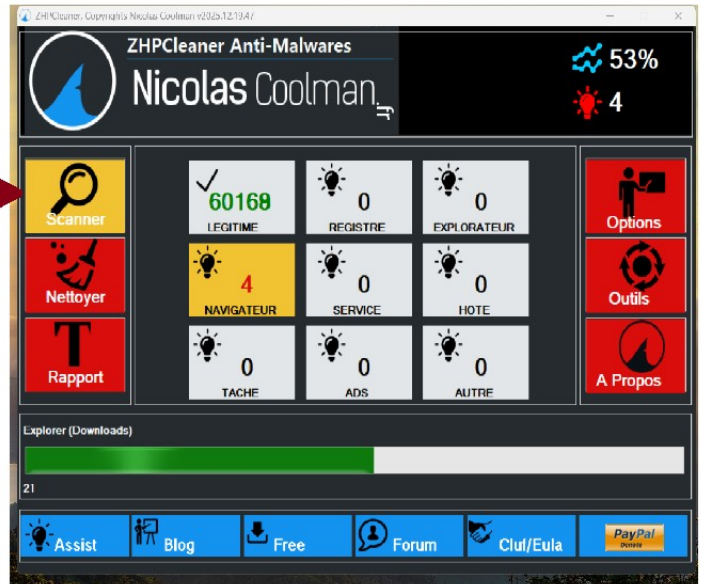 ZHPCleaner, Copyrights Nicolas Coolman v2025.12.19.47
ZHPCleaner Anti-Malwares
Nicolas Coolman.fr
53%
4
Scanner
Nettoyer
Rapport
60168
LEGITIME
0
REGISTRE
0
EXPLORATEUR
4
NAVIGATEUR
0
SERVICE
0
HOTE
0
TACHE
0
ADS
0
AUTRE
Options
Outils
A Propos
Explorer (Downloads)
21
Assist
Blog
Free
Forum
Cluf/Eula
PayPal
Donate